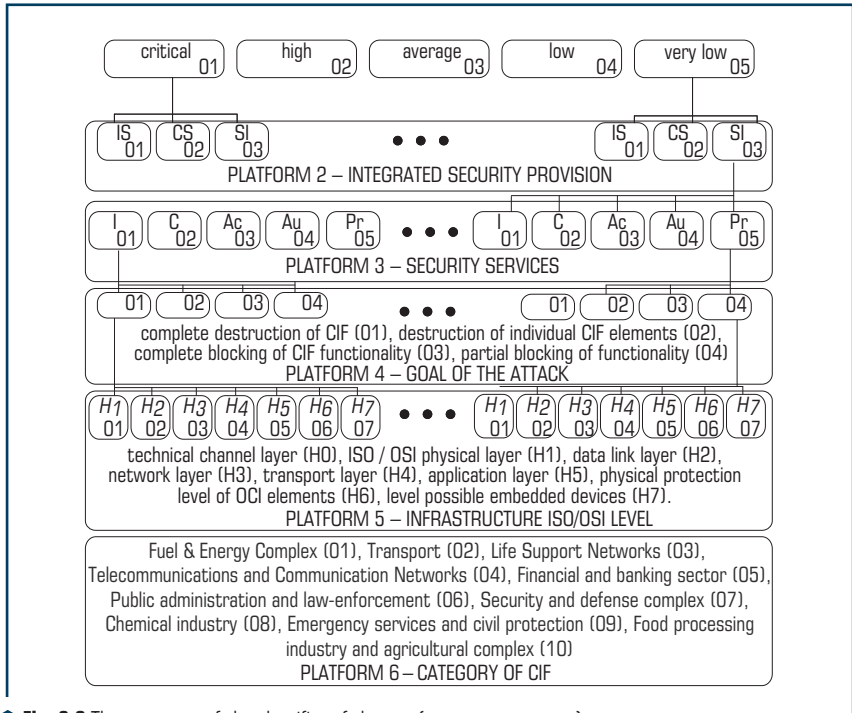 critical 01 high 02 average 03 low 04 very low 05
IS 01 CS 02 SI 03 • • • IS 01 CS 02 SI 03
PLATFORM 2 – INTEGRATED SECURITY PROVISION
I 01 C 02 Ac 03 Au 04 Pr 05 • • • I 01 C 02 Ac 03 Au 04 Pr 05
PLATFORM 3 – SECURITY SERVICES
01 02 03 04 • • • 01 02 03 04
complete destruction of CIF (01), destruction of individual CIF elements (02),
complete blocking of CIF functionality (03), partial blocking of functionality (04)
PLATFORM 4 – GOAL OF THE ATTACK
H1 01 H2 02 H3 03 H4 04 H5 05 H6 06 H7 07 • • • H1 01 H2 02 H3 03 H4 04 H5 05 H6 06 H7 07
technical channel layer (H0), ISO / OSI physical layer (H1), data link layer (H2),
network layer (H3), transport layer (H4), application layer (H5), physical protection
level of OCI elements (H6), level possible embedded devices (H7).
PLATFORM 5 – INFRASTRUCTURE ISO/OSI LEVEL
Fuel & Energy Complex (01), Transport (02), Life Support Networks (03),
Telecommunications and Communication Networks (04), Financial and banking sector (05),
Public administration and law-enforcement (06), Security and defense complex (07),
Chemical industry (08), Emergency services and civil protection (09), Food processing
industry and agricultural complex (10)
PLATFORM 6 – CATEGORY OF CIF